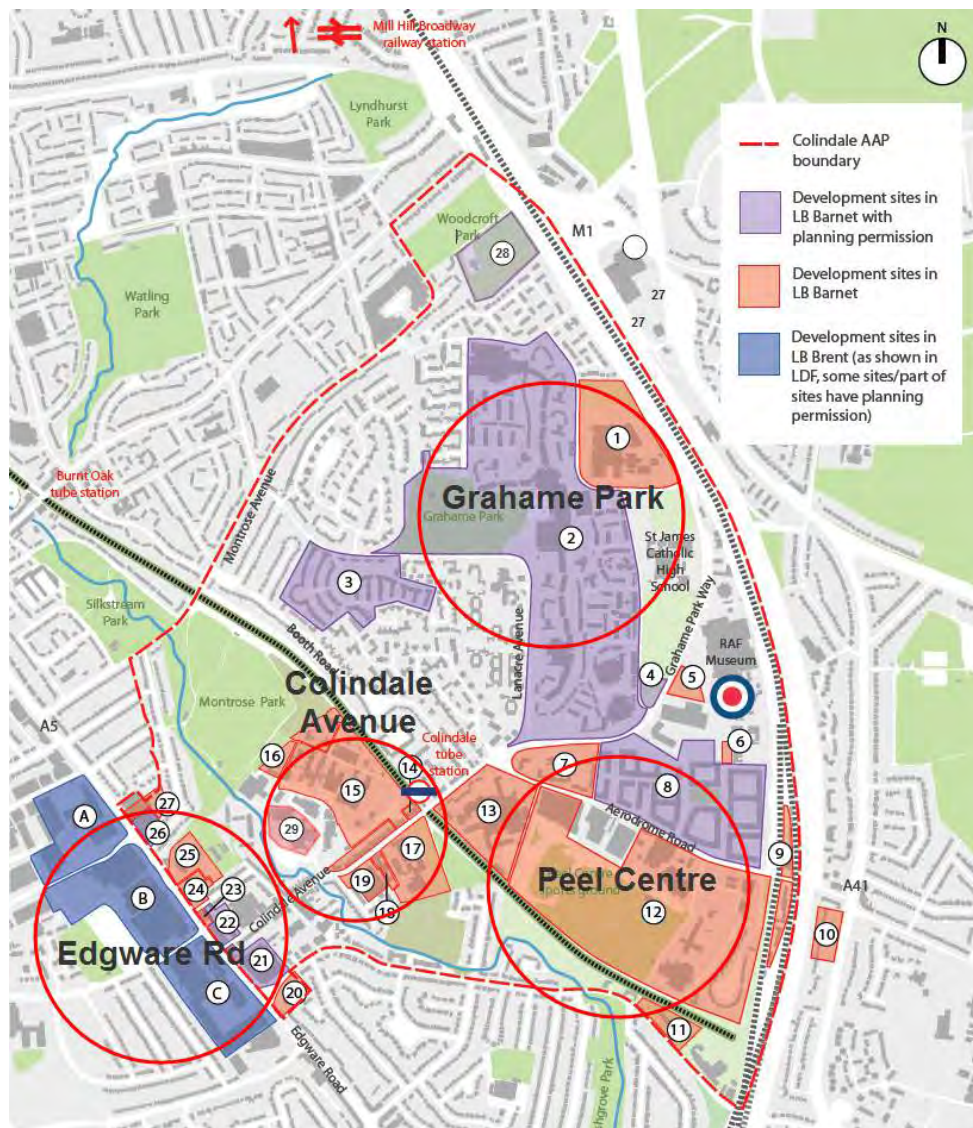 Mill Hill Broadway
railway station
N
Lyndhurst
Park
Colindale AAP
boundary
Development sites in
LB Barnet with
planning permission
Development sites in
LB Barnet
Development sites in
LB Brent (as shown in
LDF, some sites/part of
sites have planning
permission)
Woodcroft
Park
M1
28
27
27
Watling
Park
1
Burnt Oak
tube station
Montrose Avenue
Grahame Park
Grahame Park
2
St James
Catholic
High
School
3
Silkstream
Park
Booth Road
Lanacre Avenue
Grahame Park Way
RAF
Museum
4
5
Colindale
Avenue
Montrose Park
A5
Colindale
tube
station
6
16
14
7
15
8
A
27
13
Aerodrome Road
26
29
17
9
25
Peel Centre
A41
24
23
Colindale Avenue
19
18
B
22
12
10
Edgware Rd
21
C
20
11
Edgware Road